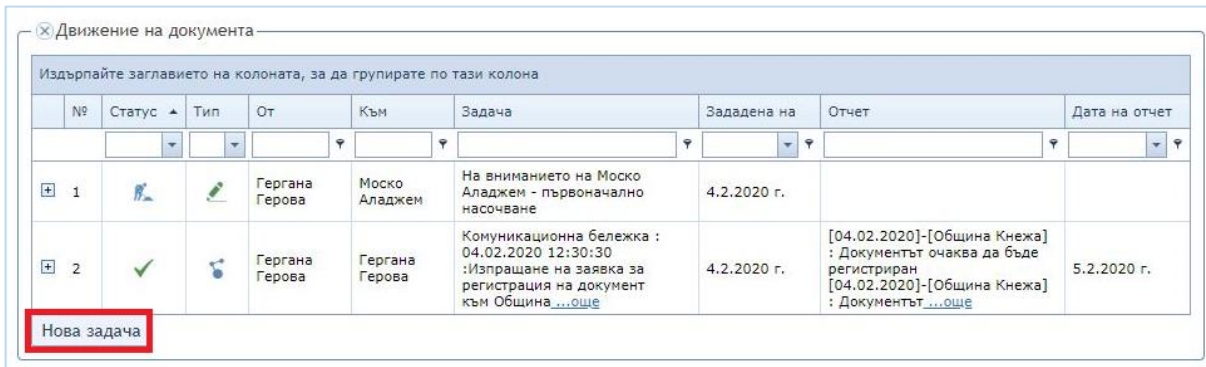 Движение на документа
Издърпайте заглавието на колоната, за да групирате по тази колона
№ Статус Тип От Към Задача Зададена на Отчет Дата на отчет
1 Гергана Герова Моско Аладжем На вниманието на Моско Аладжем - първоначално насочване 4.2.2020 г.
2 Гергана Герова Гергана Герова Комуникационна бележка : 04.02.2020 12:30:30 :Изпращане на заявка за регистрация на документ към Община ...още 4.2.2020 г. [04.02.2020]-[Община Кнежа] : Документът очаква да бъде регистриран [04.02.2020]-[Община Кнежа] : Документът ...още 5.2.2020 г.
Нова задача